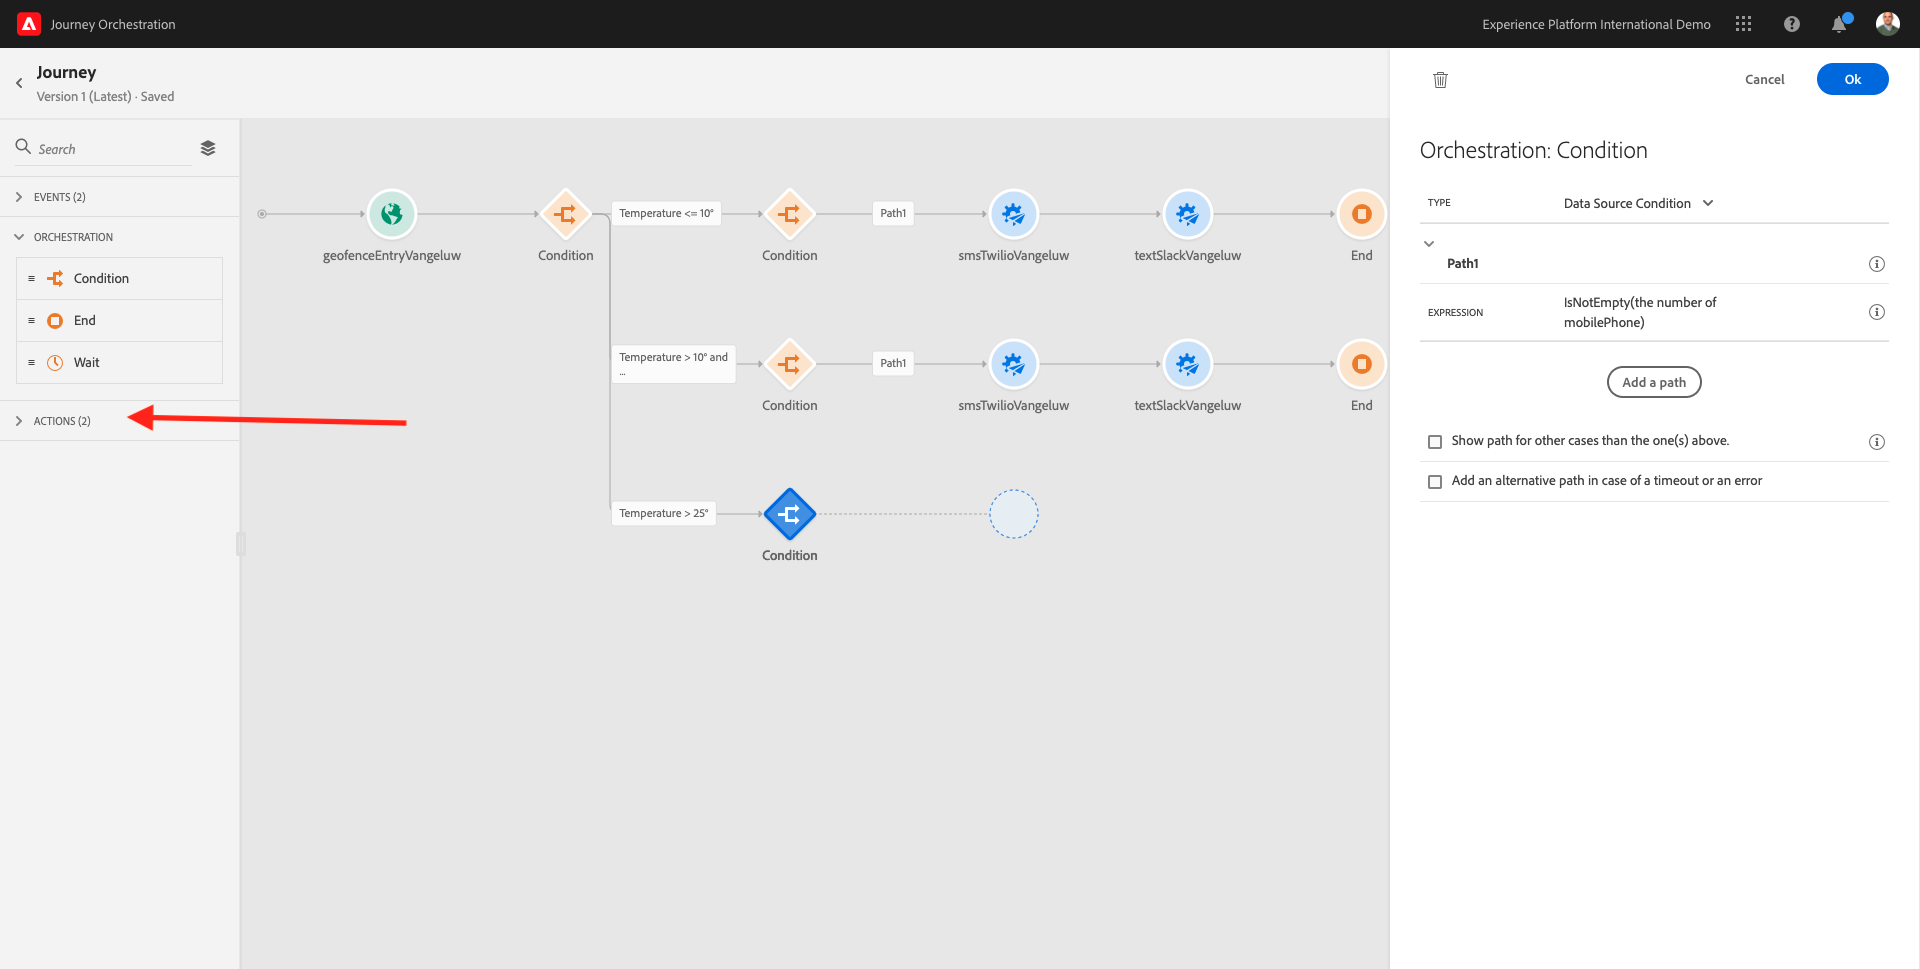 Journey Orchestration
Experience Platform International Demo
Journey
Version 1 (Latest) · Saved
Cancel
Ok
Search
EVENTS (2)
ORCHESTRATION
Condition
End
Wait
ACTIONS (2)
geofenceEntryVangeluw
Condition
Temperature <= 10°
Condition
Path1
smsTwilioVangeluw
textSlackVangeluw
End
Temperature > 10° and
...
Condition
Path1
smsTwilioVangeluw
textSlackVangeluw
End
Temperature > 25°
Condition
Orchestration: Condition
TYPE
Data Source Condition
Path1
EXPRESSION
IsNotEmpty(the number of
mobilePhone)
Add a path
Show path for other cases than the one(s) above.
Add an alternative path in case of a timeout or an error